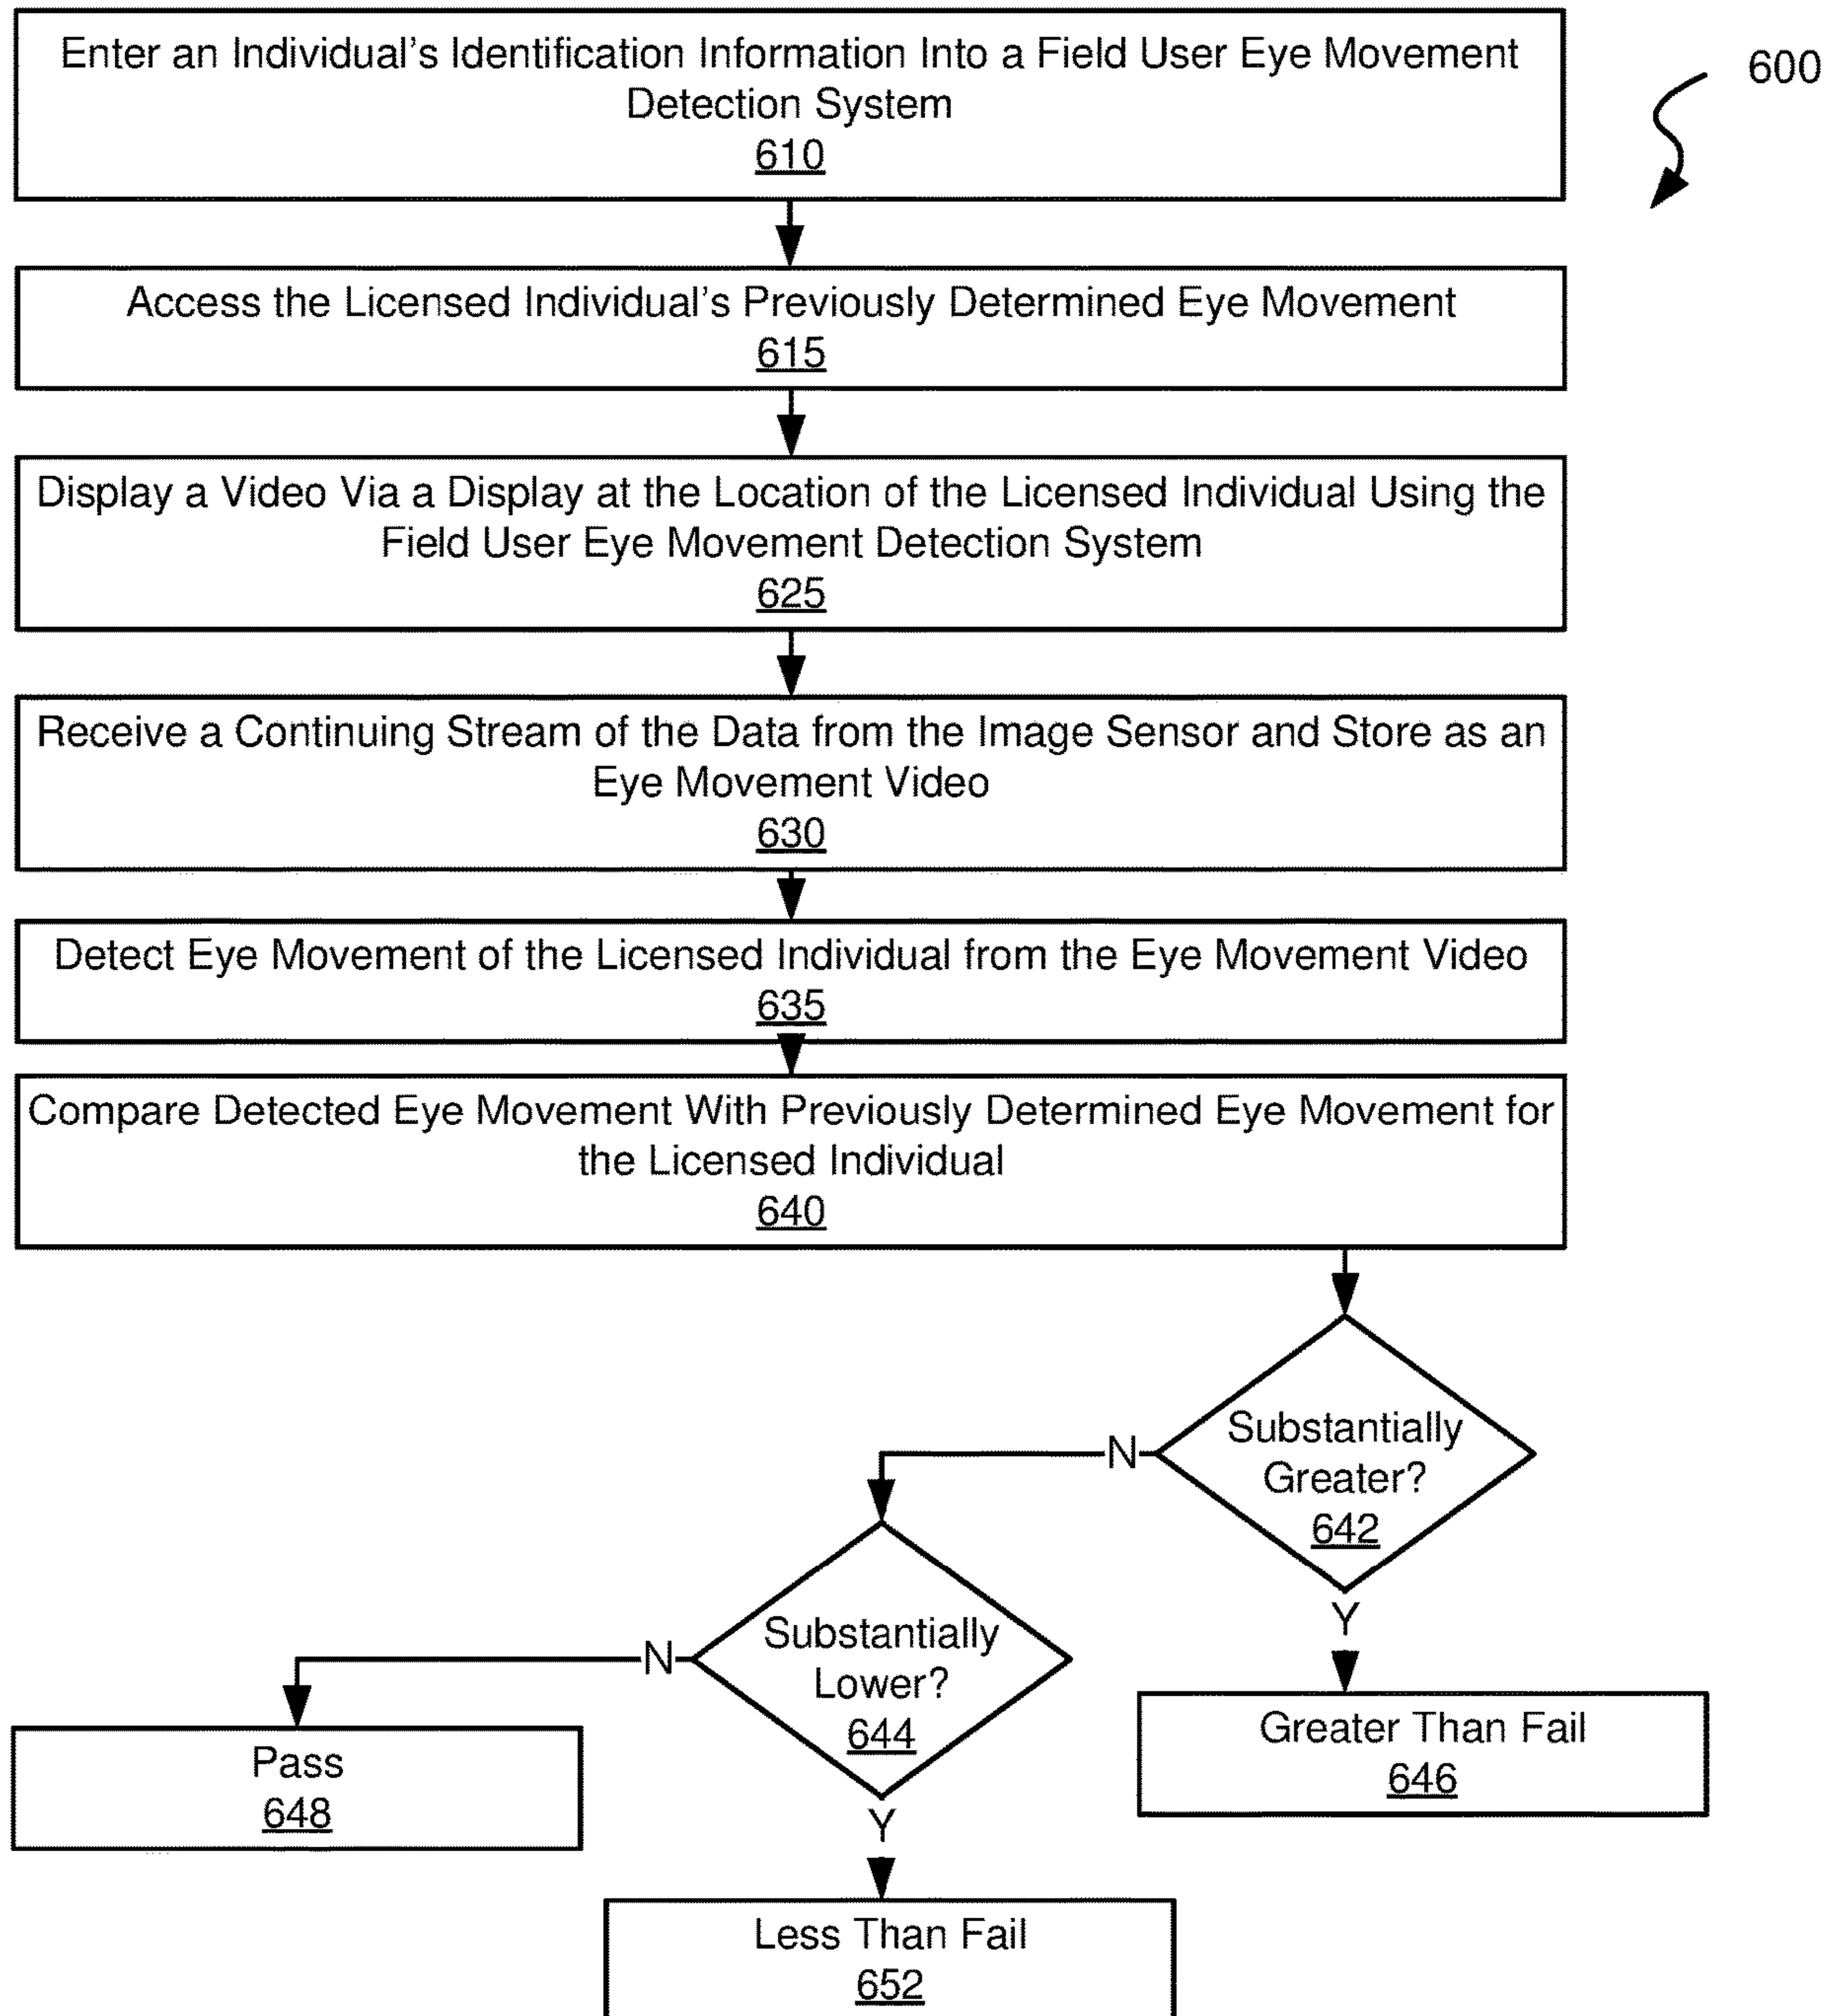 600
Enter an Individual's Identification Information Into a Field User Eye Movement
Detection System
610
Access the Licensed Individual's Previously Determined Eye Movement
615
Display a Video Via a Display at the Location of the Licensed Individual Using the
Field User Eye Movement Detection System
625
Receive a Continuing Stream of the Data from the Image Sensor and Store as an
Eye Movement Video
630
Detect Eye Movement of the Licensed Individual from the Eye Movement Video
635
Compare Detected Eye Movement With Previously Determined Eye Movement for
the Licensed Individual
640
Substantially
Greater?
642
N
Y
Substantially
Lower?
644
N
Y
Greater Than Fail
646
Pass
648
Less Than Fail
652